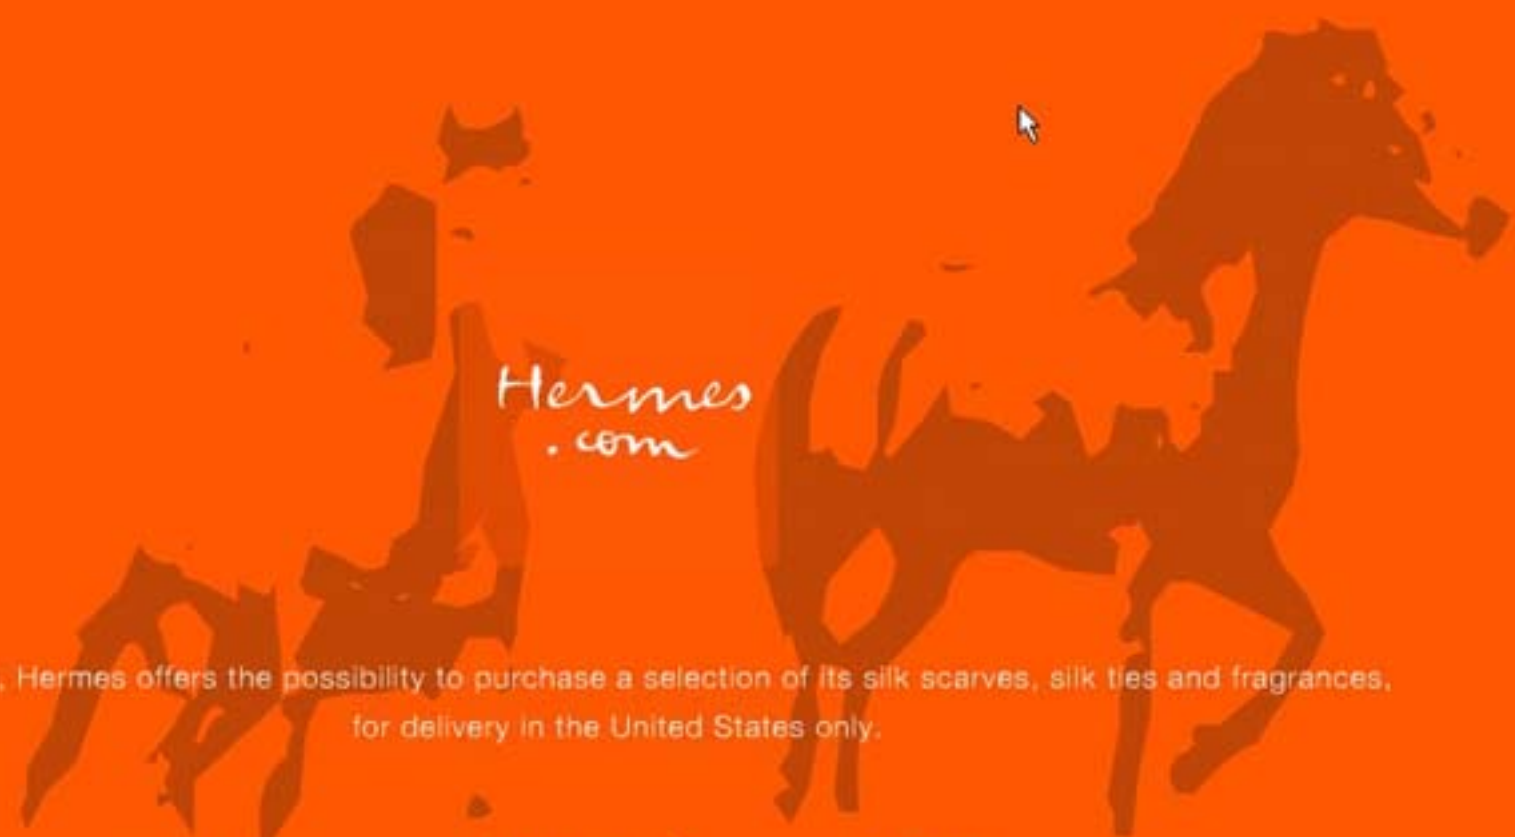 Hermes
.com
, Hermes offers the possibility to purchase a selection of its silk scarves, silk ties and fragrances,
for delivery in the United States only.